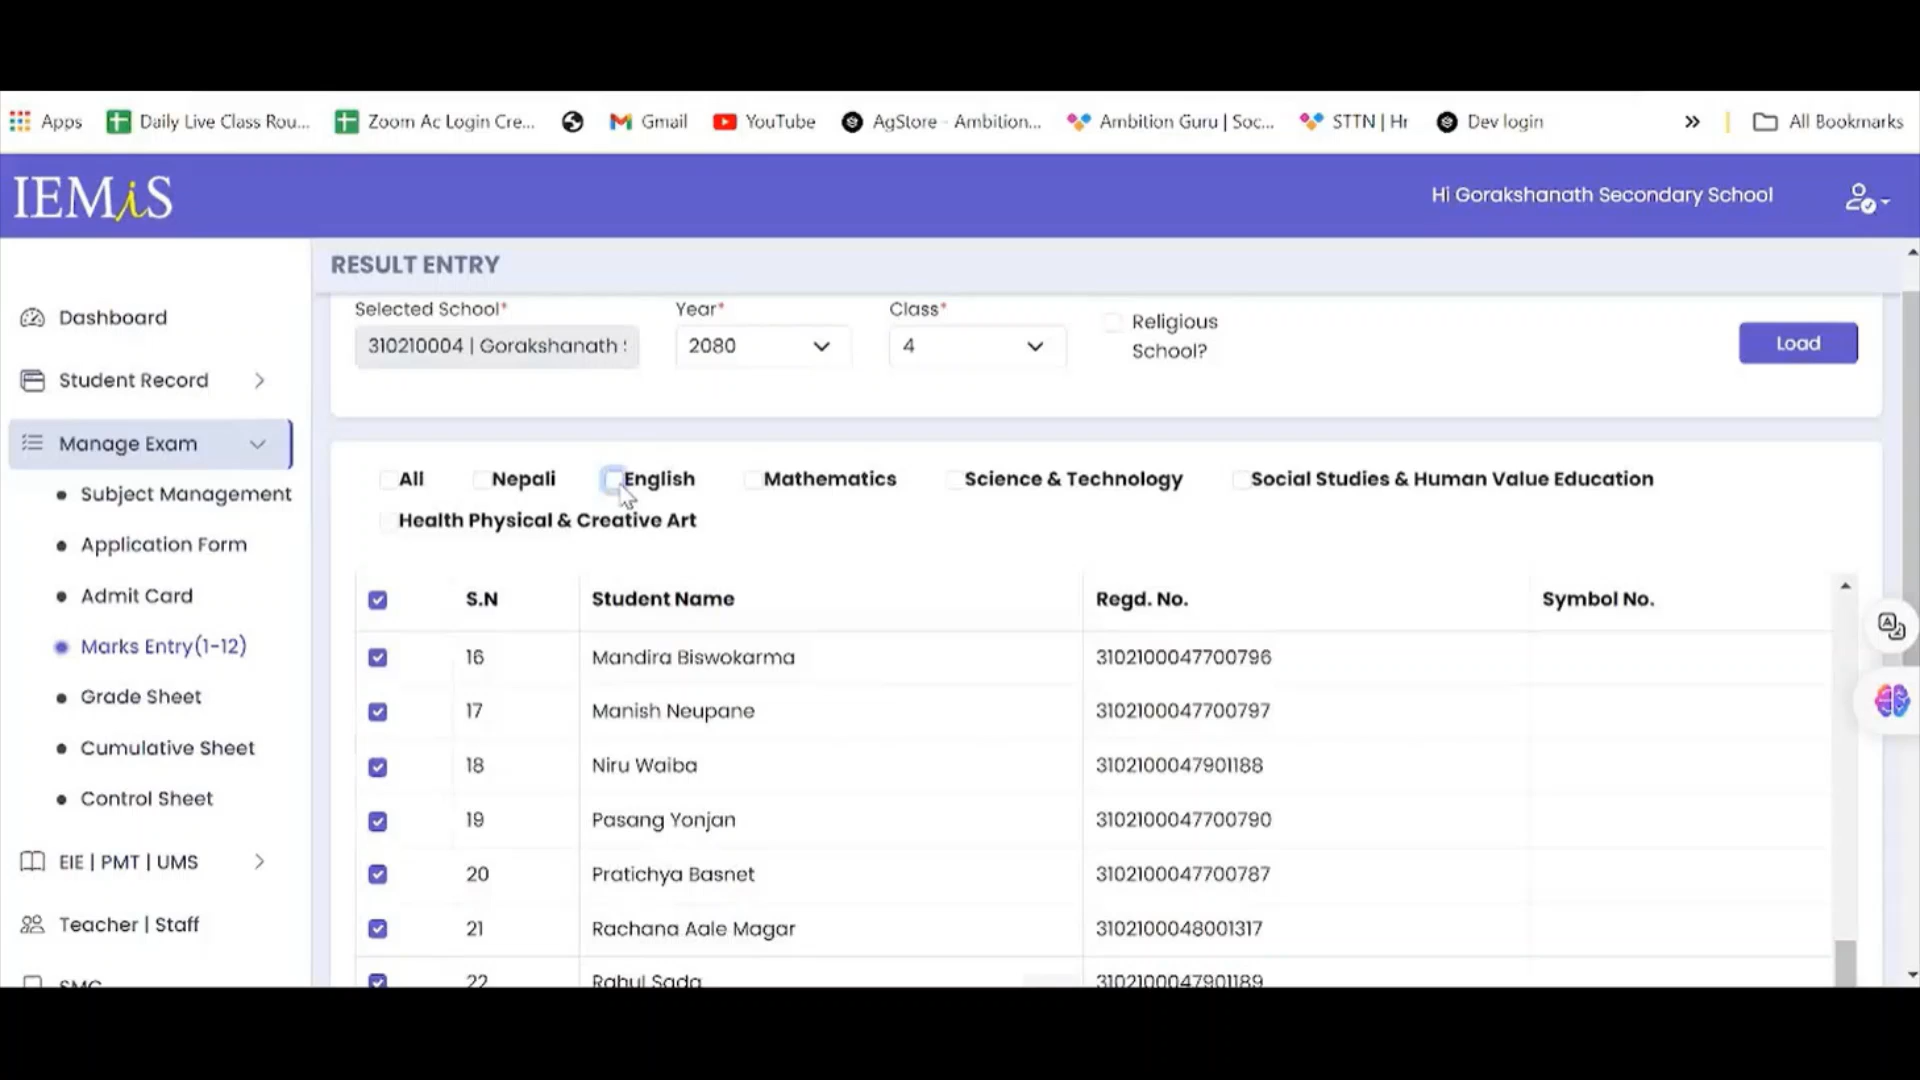 Apps Daily Live Class Rou... Zoom Ac Login Cre... Gmail YouTube AgStore - Ambition... Ambition Guru | Soc... STTN | Hr Dev login » All Bookmarks
IEMiS
Hi Gorakshanath Secondary School
Dashboard
Student Record
Manage Exam
Subject Management
Application Form
Admit Card
Marks Entry(1-12)
Grade Sheet
Cumulative Sheet
Control Sheet
EIE | PMT | UMS
Teacher | Staff
SMC
RESULT ENTRY
Selected School* Year* Class*
310210004 | Gorakshanath 2080 4 Religious School? Load
All Nepali English Mathematics Science & Technology Social Studies & Human Value Education
Health Physical & Creative Art
S.N Student Name Regd. No. Symbol No.
16 Mandira Biswokarma 3102100047700796
17 Manish Neupane 3102100047700797
18 Niru Waiba 3102100047901188
19 Pasang Yonjan 3102100047700790
20 Pratichya Basnet 3102100047700787
21 Rachana Aale Magar 3102100048001317
22 Rahul Sada 3102100047901189